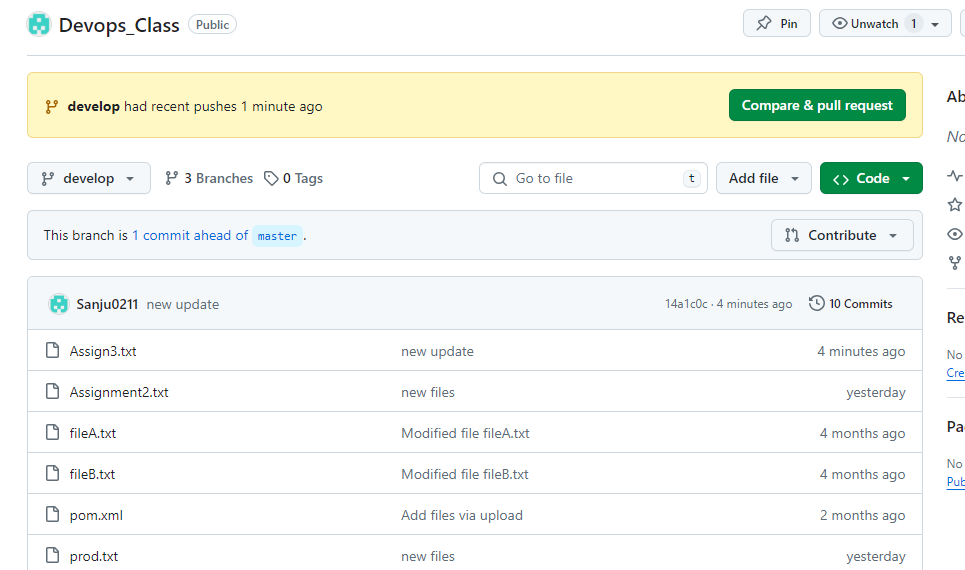 Devops_Class Public Pin Unwatch 1
develop had recent pushes 1 minute ago Compare & pull request
develop 3 Branches 0 Tags Go to file t Add file Code
This branch is 1 commit ahead of master . Contribute
Sanju0211 new update 14a1c0c · 4 minutes ago 10 Commits
Assign3.txt new update 4 minutes ago
Assignment2.txt new files yesterday
fileA.txt Modified file fileA.txt 4 months ago
fileB.txt Modified file fileB.txt 4 months ago
pom.xml Add files via upload 2 months ago
prod.txt new files yesterday
Ab
No
Re
No
Cre
Pa
No
Pub